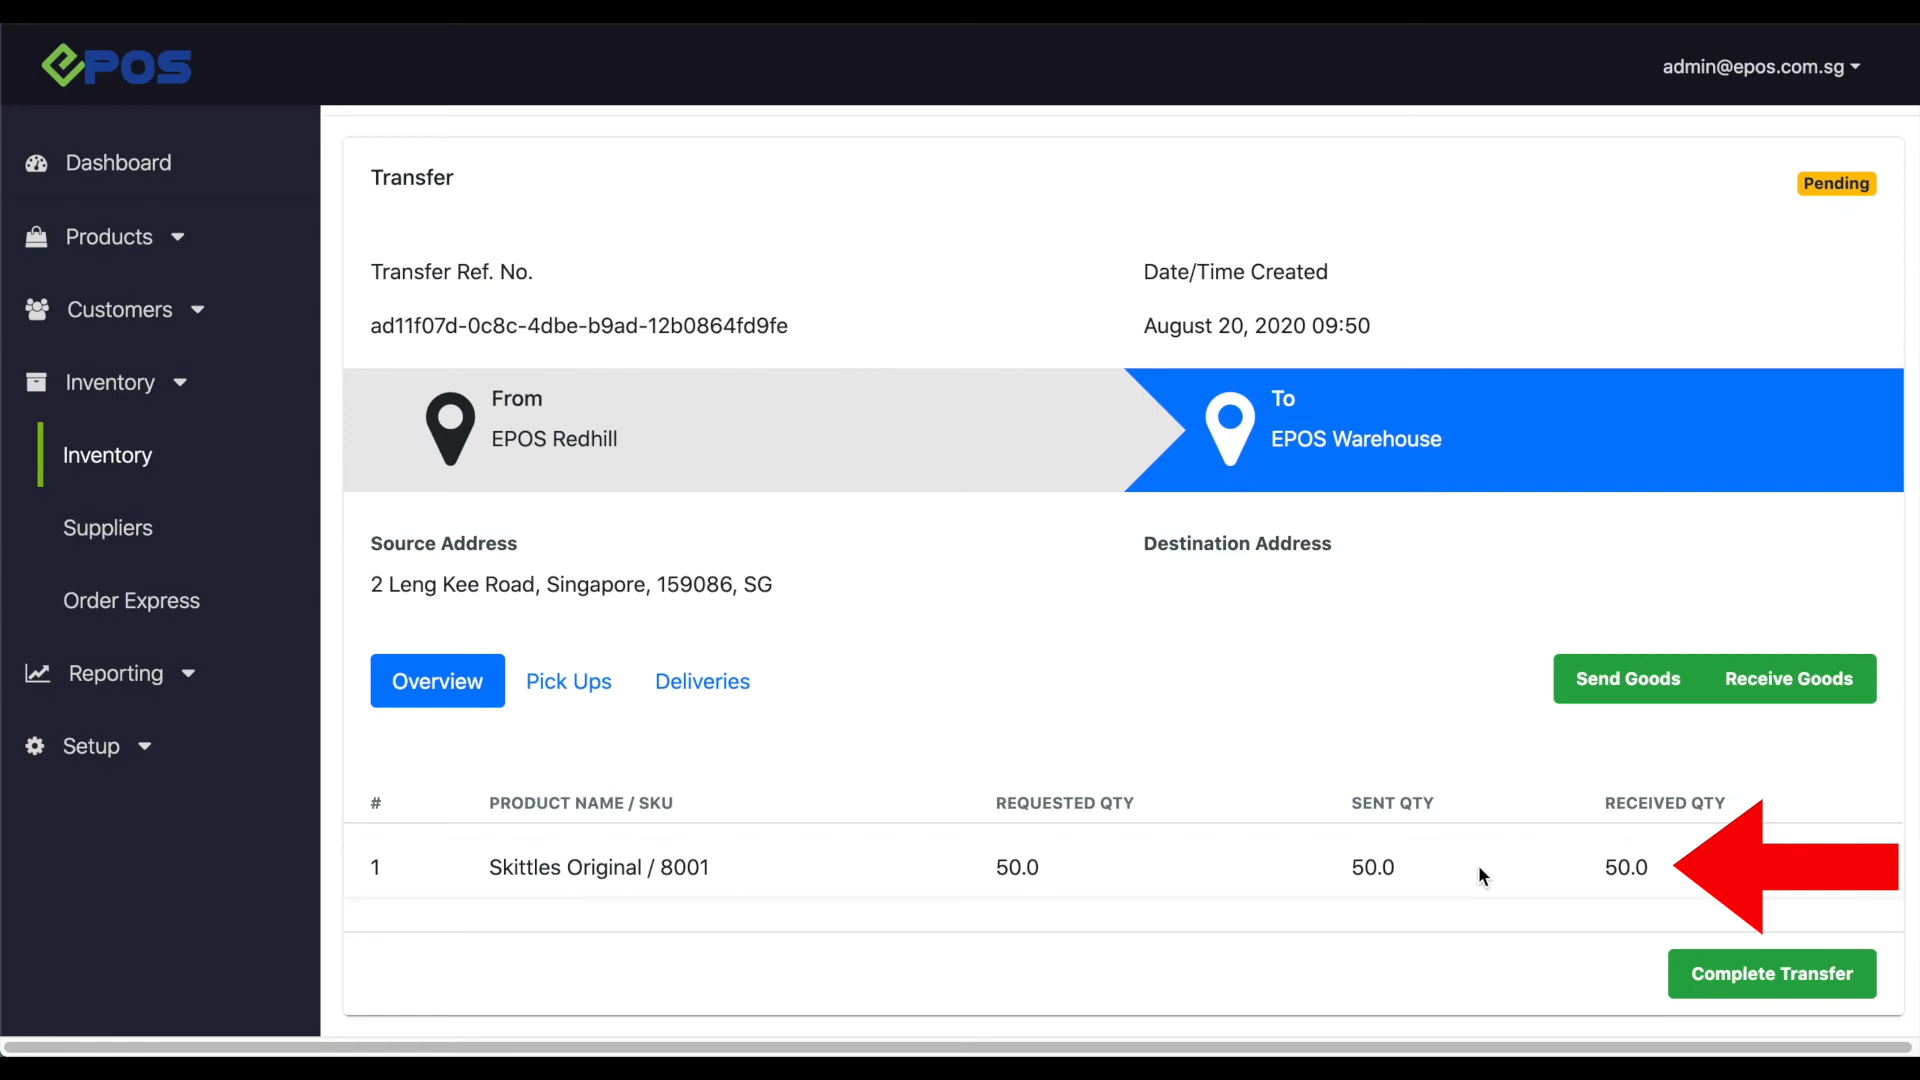 ePOS
admin@epos.com.sg
Dashboard
Products
Customers
Inventory
Inventory
Suppliers
Order Express
Reporting
Setup
Transfer
Pending
Transfer Ref. No.
Date/Time Created
ad11f07d-0c8c-4dbe-b9ad-12b0864fd9fe
August 20, 2020 09:50
From
EPOS Redhill
To
EPOS Warehouse
Source Address
Destination Address
2 Leng Kee Road, Singapore, 159086, SG
Overview Pick Ups Deliveries
Send Goods Receive Goods
# PRODUCT NAME / SKU REQUESTED QTY SENT QTY RECEIVED QTY
1 Skittles Original / 8001 50.0 50.0 50.0
Complete Transfer